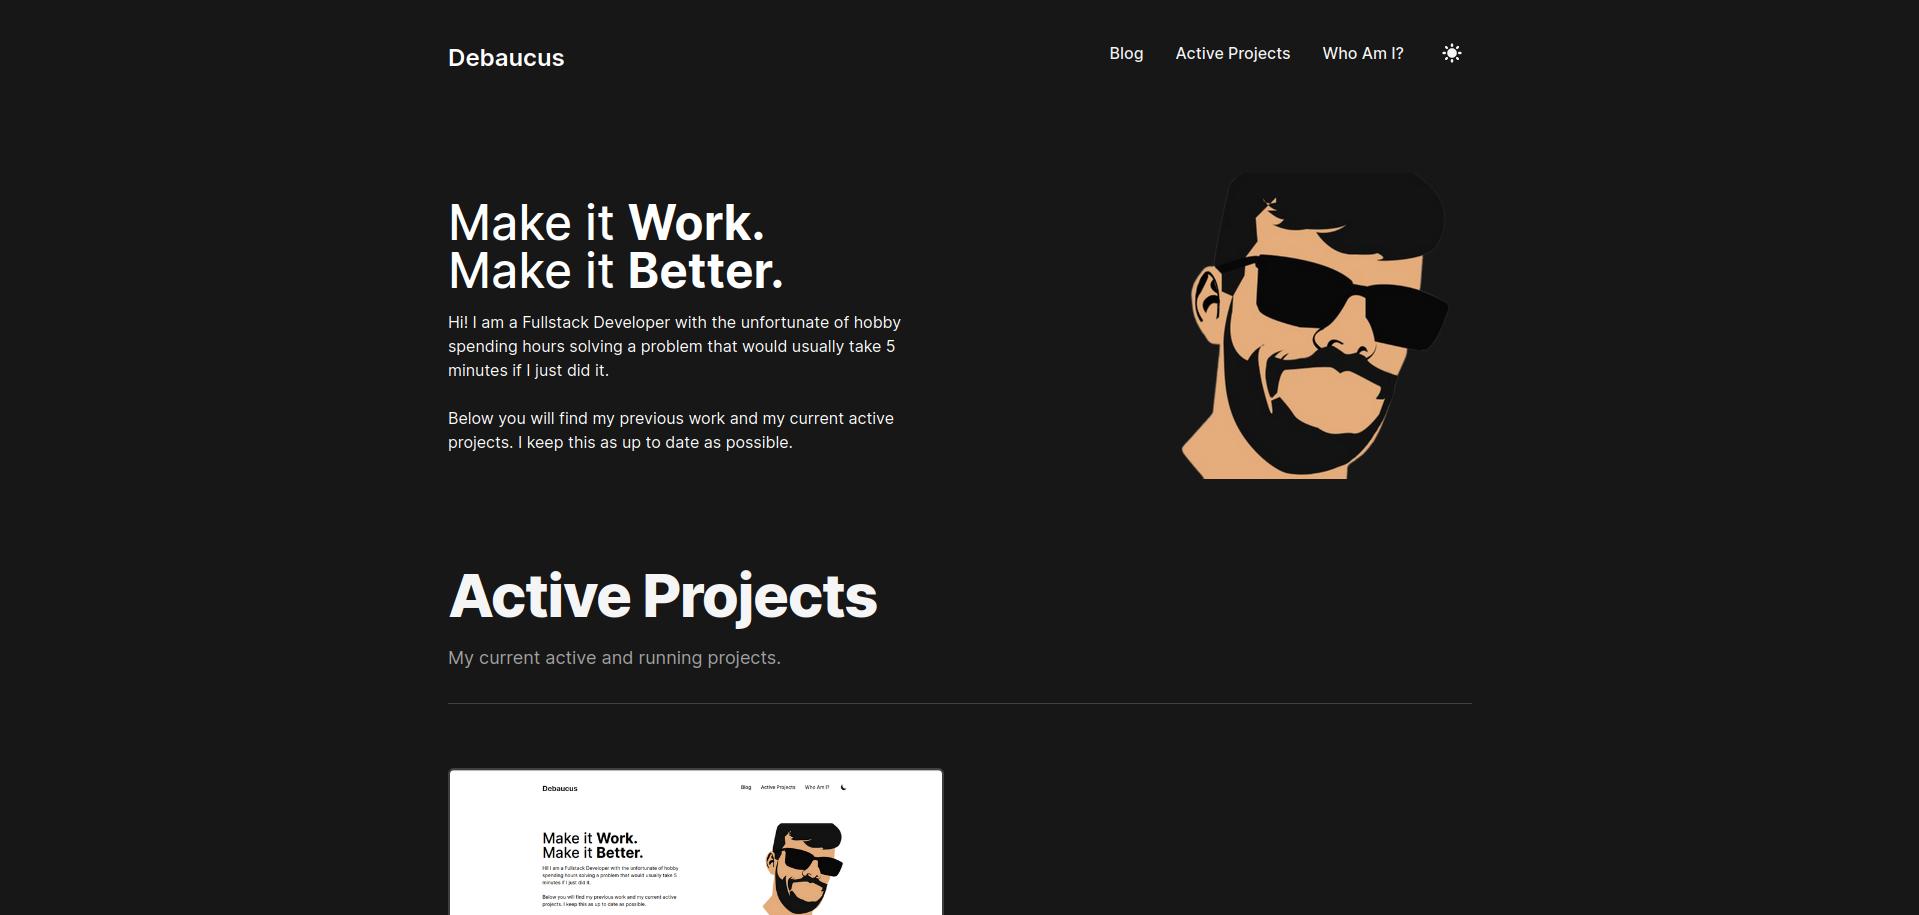 Debaucus
Blog
Active Projects
Who Am I?
Make it Work.
Make it Better.
Hi! I am a Fullstack Developer with the unfortunate of hobby
spending hours solving a problem that would usually take 5
minutes if I just did it.
Below you will find my previous work and my current active
projects. I keep this as up to date as possible.
Active Projects
My current active and running projects.
Debaucus
Blog
Active Projects
Who Am I?
Make it Work.
Make it Better.
Hi! I am a Fullstack Developer with the unfortunate of hobby
spending hours solving a problem that would usually take 5
minutes if I just did it.
Below you will find my previous work and my current active
projects. I keep this as up to date as possible.